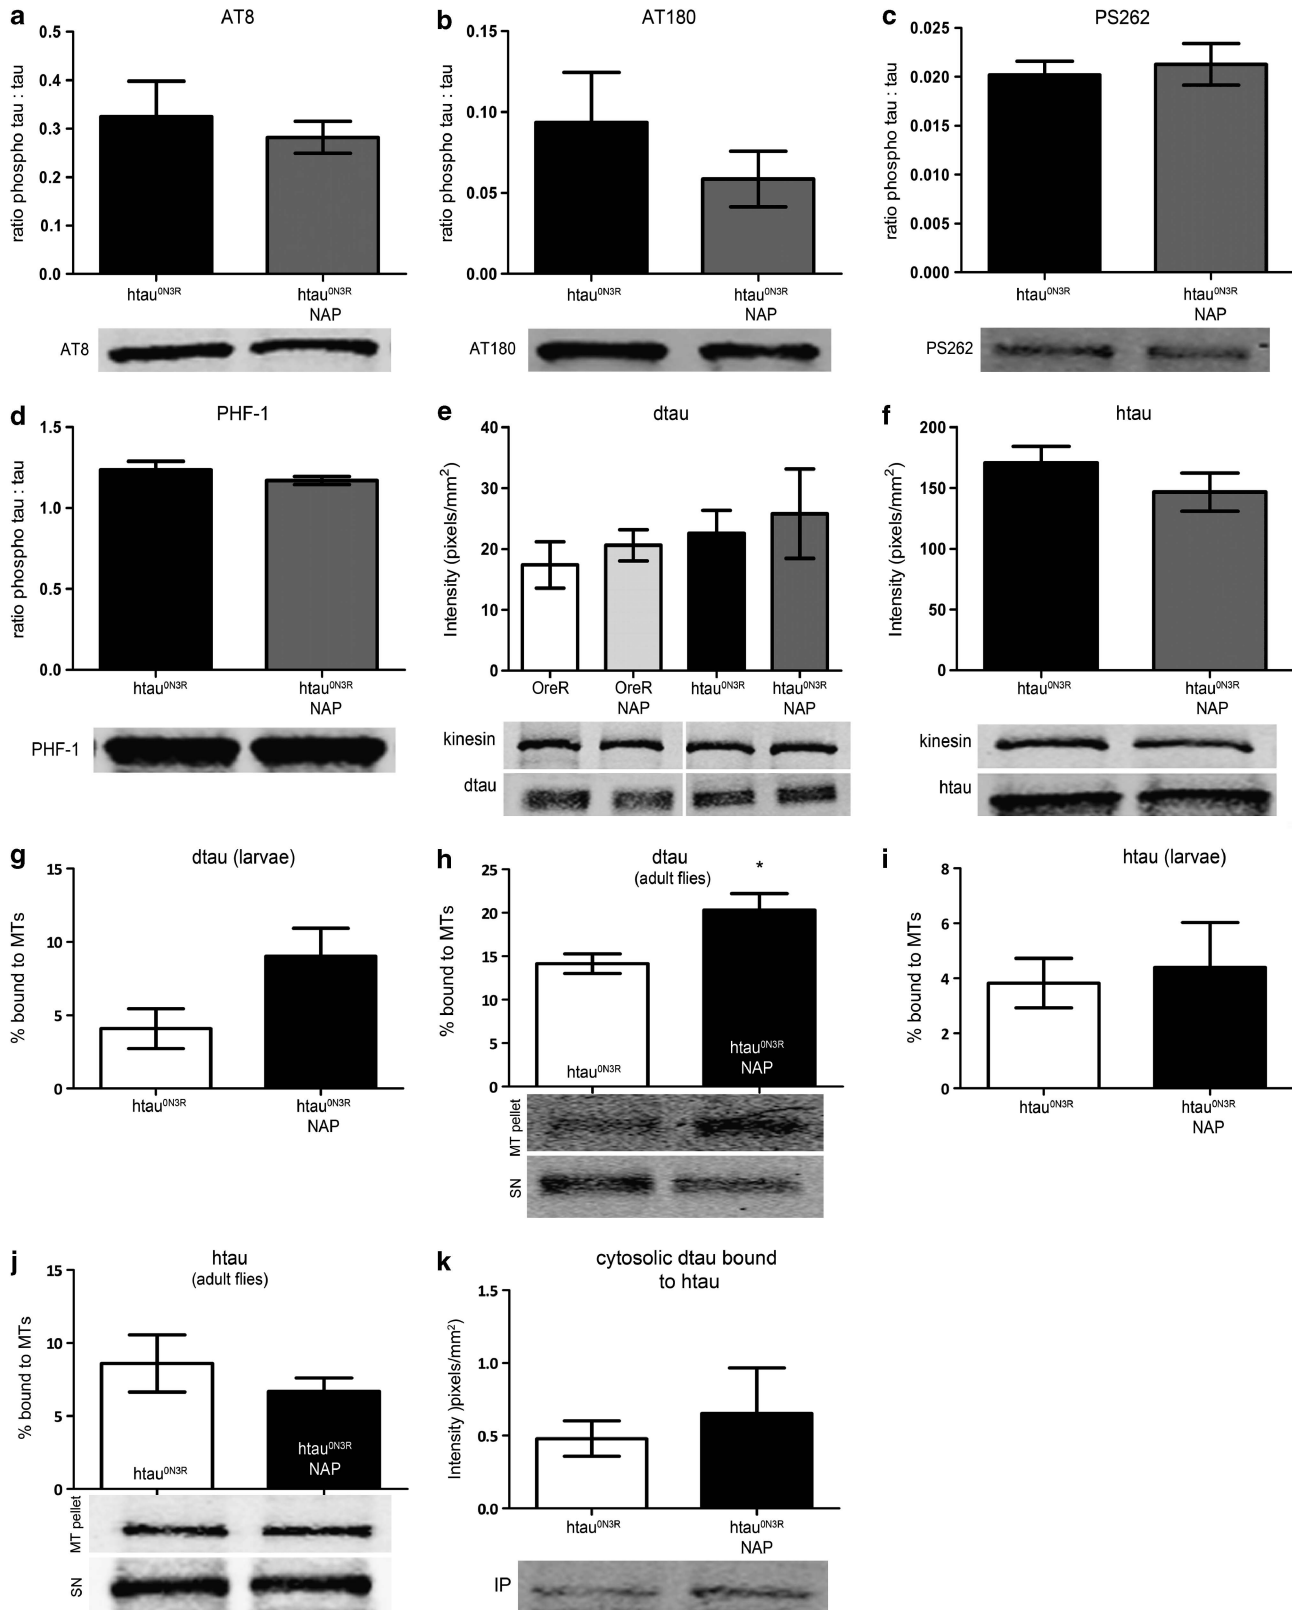 a
AT8
ratio phospho tau : tau
0.5
0.4
0.3
0.2
0.1
0.0
htau0N3R
htau0N3R
NAP
AT8
b
AT180
ratio phospho tau : tau
0.15
0.10
0.05
0.00
htau0N3R
htau0N3R
NAP
AT180
c
PS262
ratio phospho tau : tau
0.025
0.020
0.015
0.010
0.005
0.000
htau0N3R
htau0N3R
NAP
PS262
d
PHF-1
ratio phospho tau : tau
1.5
1.0
0.5
0.0
htau0N3R
htau0N3R
NAP
PHF-1
e
dtau
Intensity (pixels/mm2)
40
30
20
10
0
OreR
OreR
NAP
htau0N3R
htau0N3R
NAP
kinesin
dtau
f
htau
Intensity (pixels/mm2)
200
150
100
50
0
htau0N3R
htau0N3R
NAP
kinesin
htau
g
dtau (larvae)
% bound to MTs
15
10
5
0
htau0N3R
htau0N3R
NAP
h
dtau
(adult flies)
*
% bound to MTs
25
20
15
10
5
0
htau0N3R
htau0N3R
NAP
MT pellet
SN
i
htau (larvae)
% bound to MTs
8
6
4
2
0
htau0N3R
htau0N3R
NAP
j
htau
(adult flies)
% bound to MTs
15
10
5
0
htau0N3R
htau0N3R
NAP
MT pellet
SN
k
cytosolic dtau bound
to htau
Intensity )pixels/mm2)
1.5
1.0
0.5
0.0
htau0N3R
htau0N3R
NAP
IP